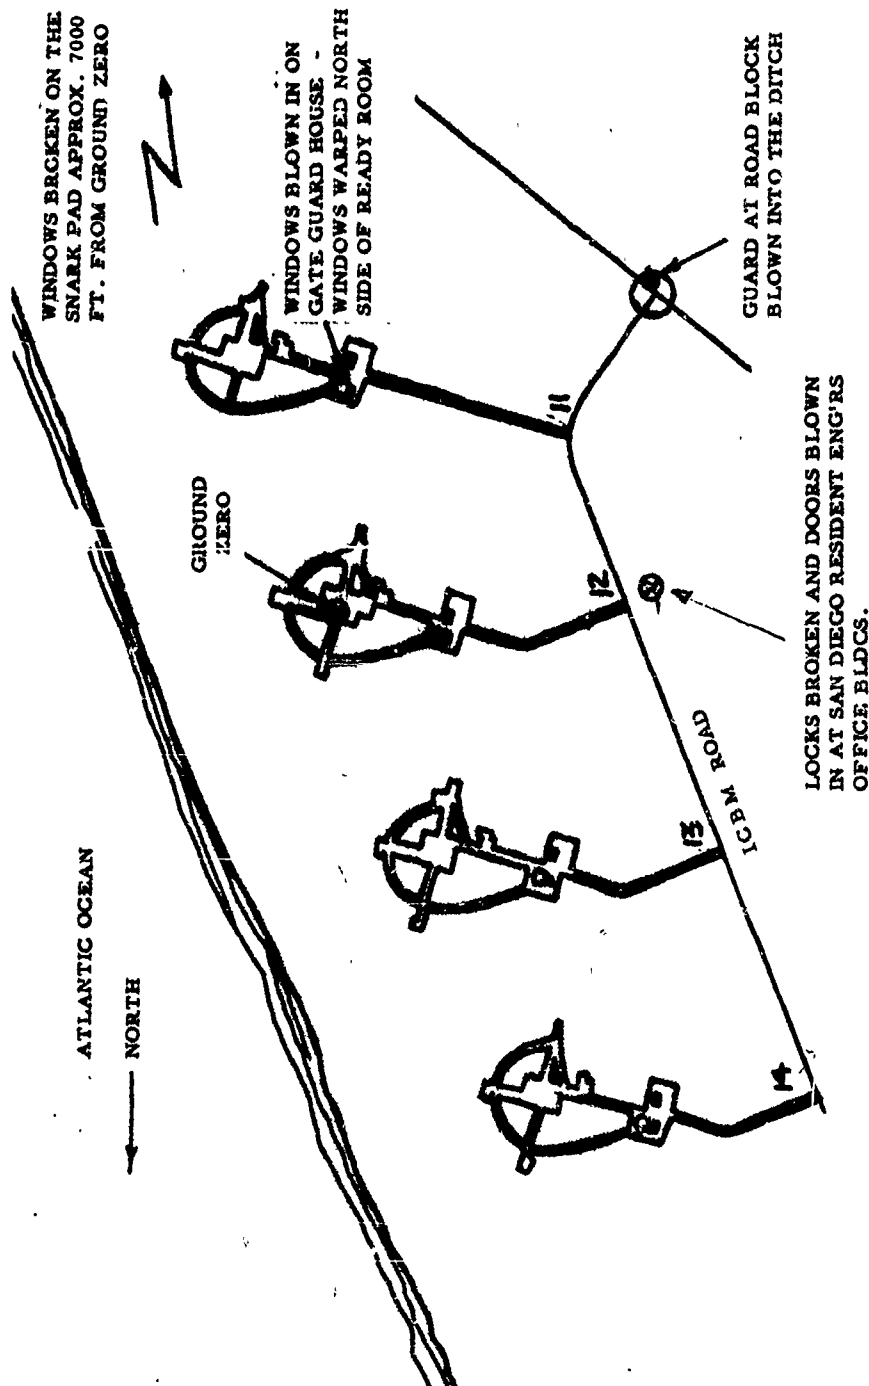 WINDOWS BROKEN ON THE
SNARK PAD APPROX. 7000
FT. FROM GROUND ZERO
WINDOWS BLOWN IN ON
GATE GUARD HOUSE -
WINDOWS WARPED NORTH
SIDE OF READY ROOM
GUARD AT ROAD BLOCK
BLOWN INTO THE DITCH
GROUND
ZERO
11
12
LOCKS BROKEN AND DOORS BLOWN
IN AT SAN DIEGO RESIDENT ENG'RS
OFFICE BLDGS.
ICBM ROAD
13
ATLANTIC OCEAN
NORTH
14